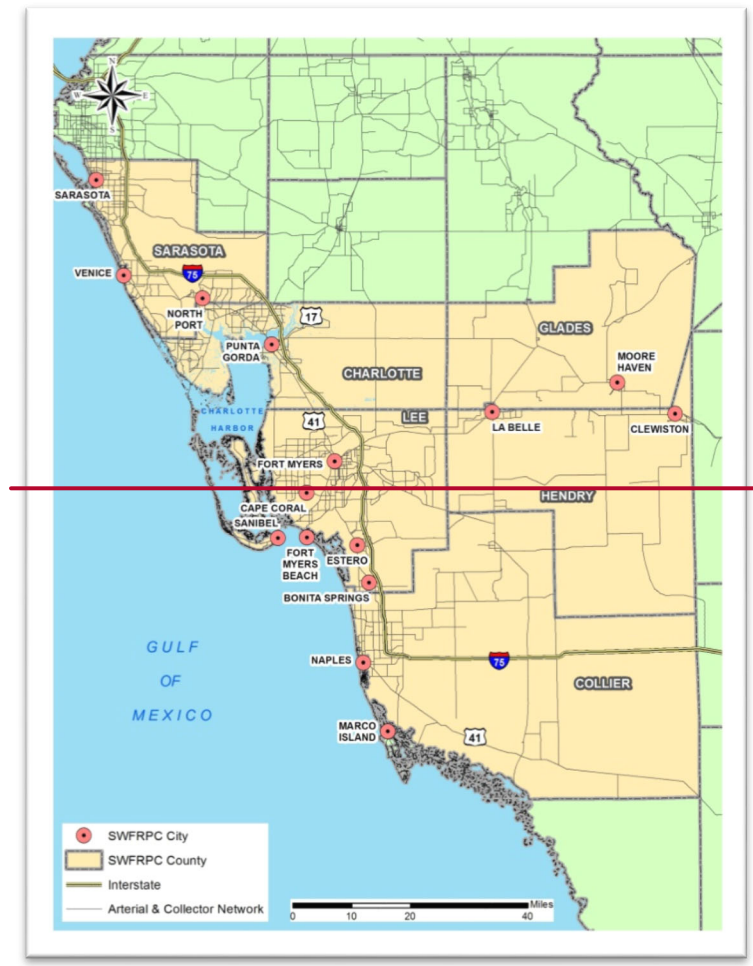 N
W
E
S
SARASOTA
SARASOTA
VENICE
75
NORTH
PORT
17
GLADES
PUNTA
GORDA
MOORE
HAVEN
CHARLOTTE
CHARLOTTE
HARBOR
LEE
41
LA BELLE
CLEWISTON
FORT MYERS
HENDRY
CAPE CORAL
SANIBEL
FORT
MYERS
BEACH
ESTERO
BONITA SPRINGS
GULF
OF
MEXICO
NAPLES
75
COLLIER
MARCO
ISLAND
41
SWFRPC City
SWFRPC County
Interstate
Arterial & Collector Network
Miles
0 10 20 40